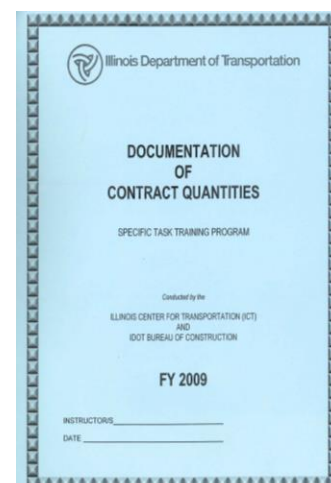 Illinois Department of Transportation
DOCUMENTATION
OF
CONTRACT QUANTITIES
SPECIFIC TASK TRAINING PROGRAM
Conducted by the
ILLINOIS CENTER FOR TRANSPORTATION (ICT)
AND
IDOT BUREAU OF CONSTRUCTION
FY 2009
INSTRUCTOR/S
DATE